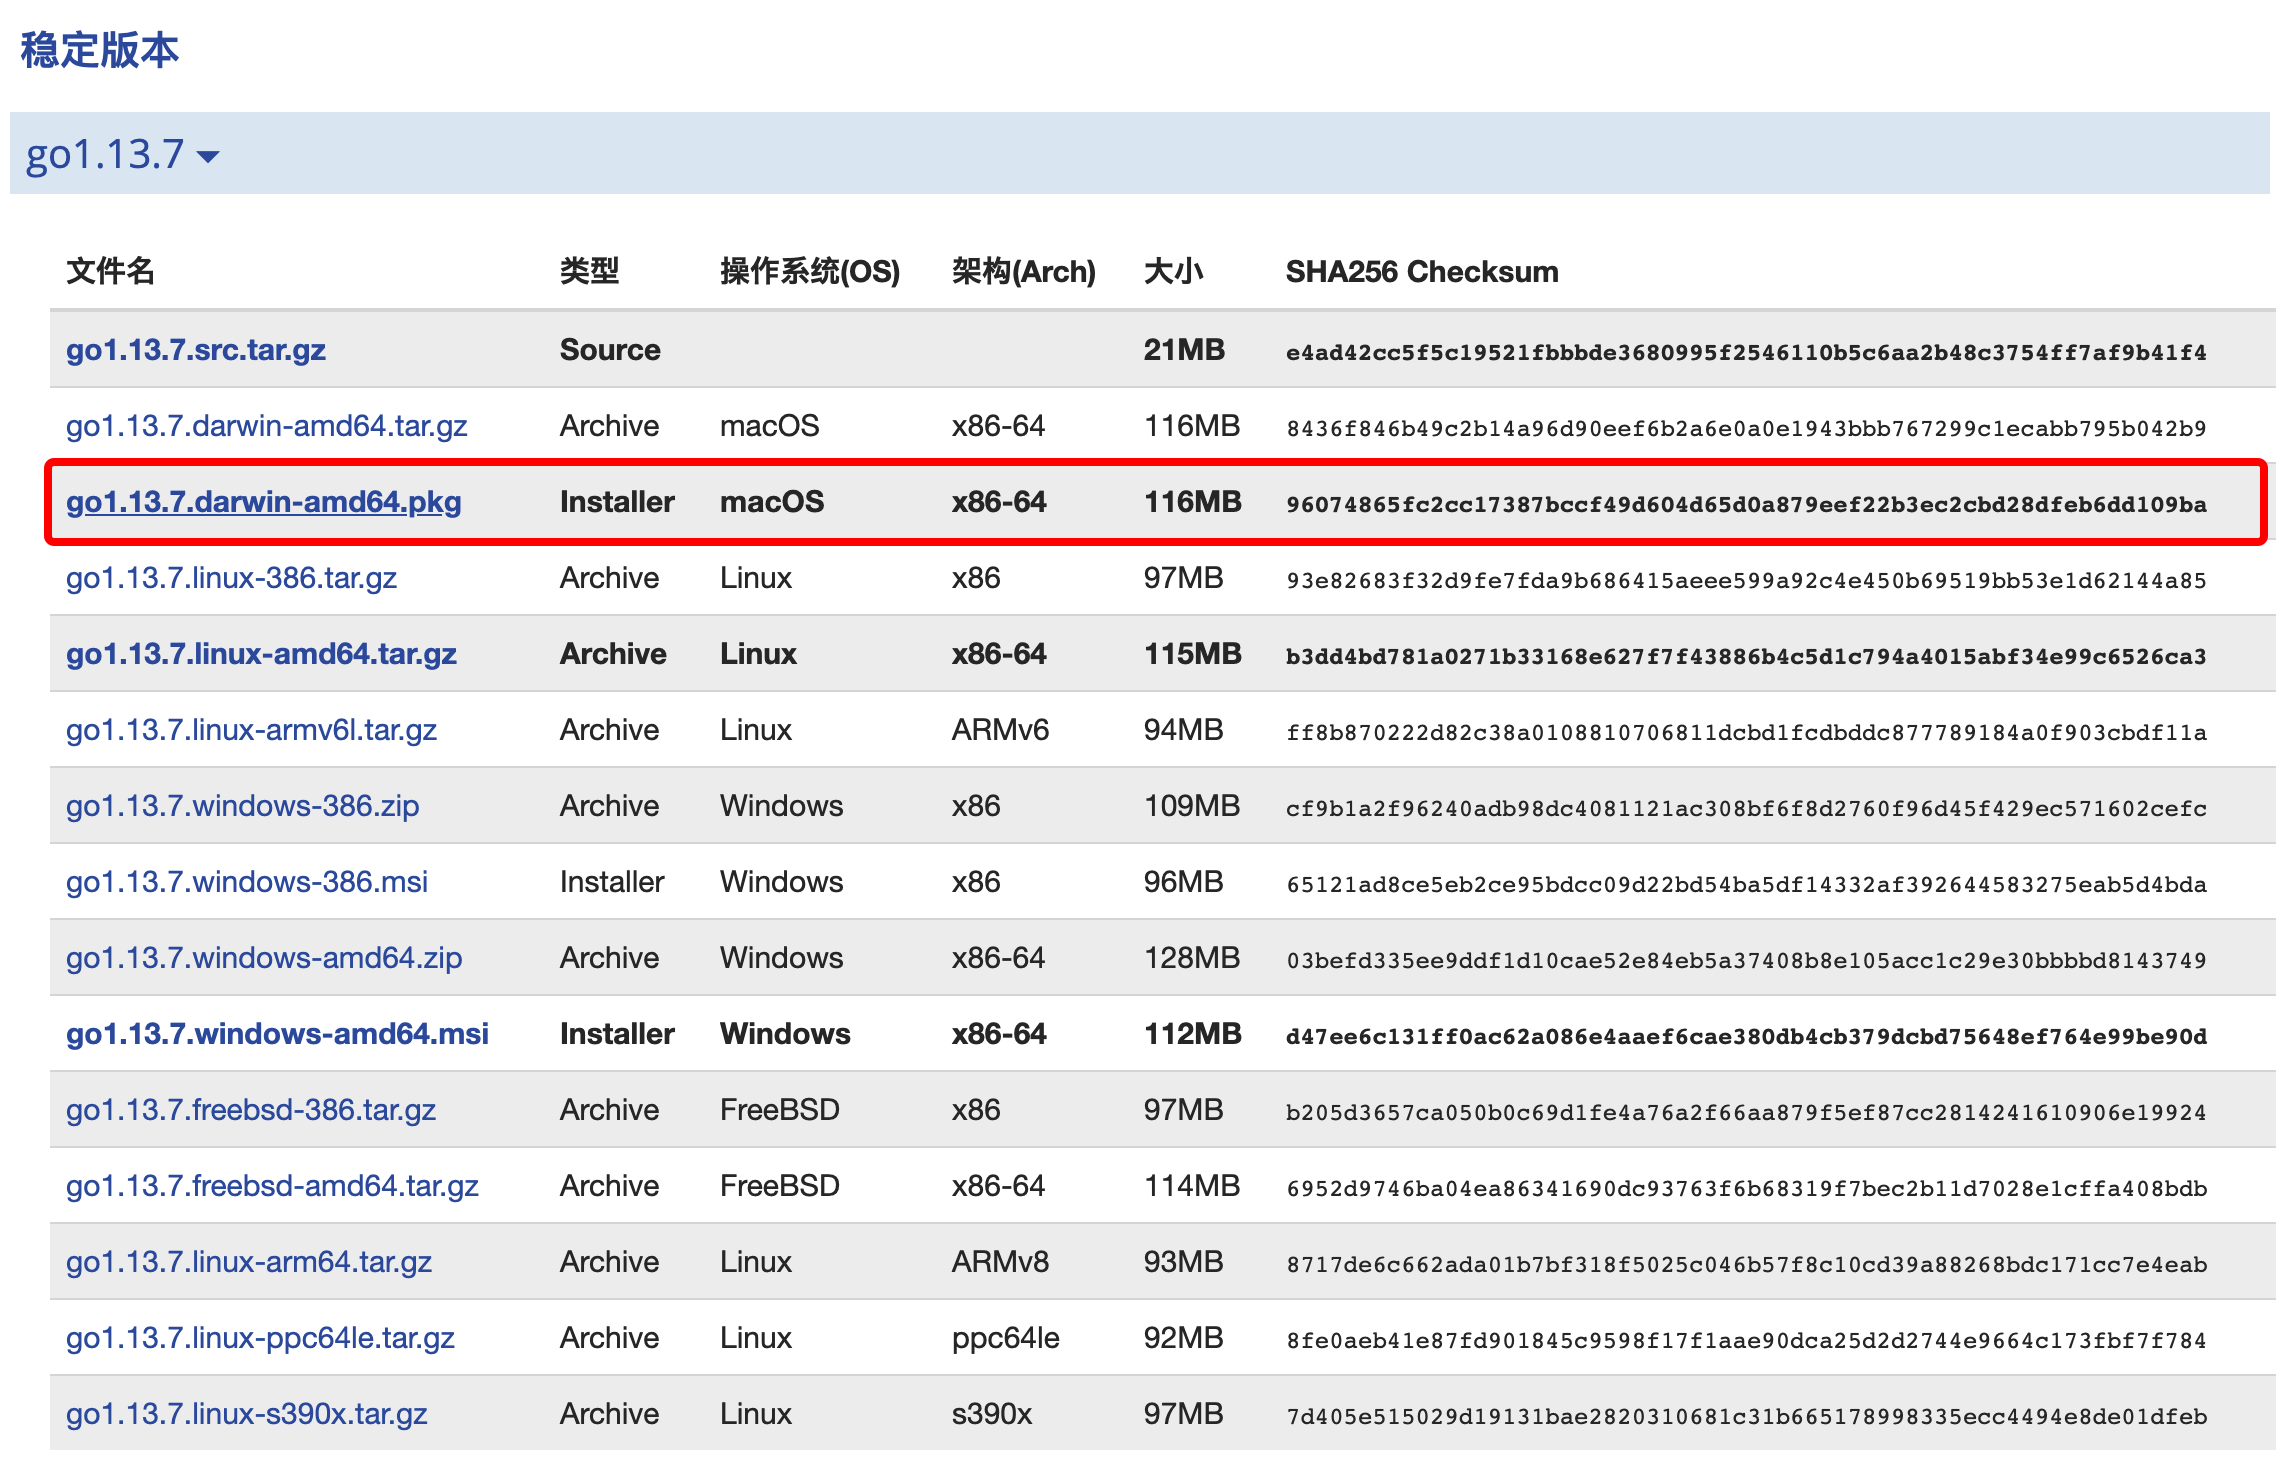 稳定版本
go1.13.7
文件名 类型 操作系统(OS) 架构(Arch) 大小 SHA256 Checksum
go1.13.7.src.tar.gz Source 21MB e4ad42cc5f5c19521fbbbde3680995f2546110b5c6aa2b48c3754ff7af9b41f4
go1.13.7.darwin-amd64.tar.gz Archive macOS x86-64 116MB 8436f846b49c2b14a96d90eef6b2a6e0a0e1943bbb767299c1ecabb795b042b9
go1.13.7.darwin-amd64.pkg Installer macOS x86-64 116MB 96074865fc2cc17387bccf49d604d65d0a879eef22b3ec2cbd28dfeb6dd109ba
go1.13.7.linux-386.tar.gz Archive Linux x86 97MB 93e82683f32d9fe7fda9b686415aeee599a92c4e450b69519bb53e1d62144a85
go1.13.7.linux-amd64.tar.gz Archive Linux x86-64 115MB b3dd4bd781a0271b33168e627f7f43886b4c5d1c794a4015abf34e99c6526ca3
go1.13.7.linux-armv6l.tar.gz Archive Linux ARMv6 94MB ff8b870222d82c38a0108810706811dcbd1fcdbddc877789184a0f903cbdf11a
go1.13.7.windows-386.zip Archive Windows x86 109MB cf9b1a2f96240adb98dc4081121ac308bf6f8d2760f96d45f429ec571602cefc
go1.13.7.windows-386.msi Installer Windows x86 96MB 65121ad8ce5eb2ce95bdcc09d22bd54ba5df14332af392644583275eab5d4bda
go1.13.7.windows-amd64.zip Archive Windows x86-64 128MB 03befd335ee9ddf1d10cae52e84eb5a37408b8e105acc1c29e30bbbbd8143749
go1.13.7.windows-amd64.msi Installer Windows x86-64 112MB d47ee6c131ff0ac62a086e4aaef6cae380db4cb379dcbd75648ef764e99be90d
go1.13.7.freebsd-386.tar.gz Archive FreeBSD x86 97MB b205d3657ca050b0c69d1fe4a76a2f66aa879f5ef87cc2814241610906e19924
go1.13.7.freebsd-amd64.tar.gz Archive FreeBSD x86-64 114MB 6952d9746ba04ea86341690dc93763f6b68319f7bec2b11d7028e1cffa408bdb
go1.13.7.linux-arm64.tar.gz Archive Linux ARMv8 93MB 8717de6c662ada01b7bf318f5025c046b57f8c10cd39a88268bdc171cc7e4eab
go1.13.7.linux-ppc64le.tar.gz Archive Linux ppc64le 92MB 8fe0aeb41e87fd901845c9598f17f1aae90dca25d2d2744e9664c173fbf7f784
go1.13.7.linux-s390x.tar.gz Archive Linux s390x 97MB 7d405e515029d19131bae2820310681c31b665178998335ecc4494e8de01dfeb